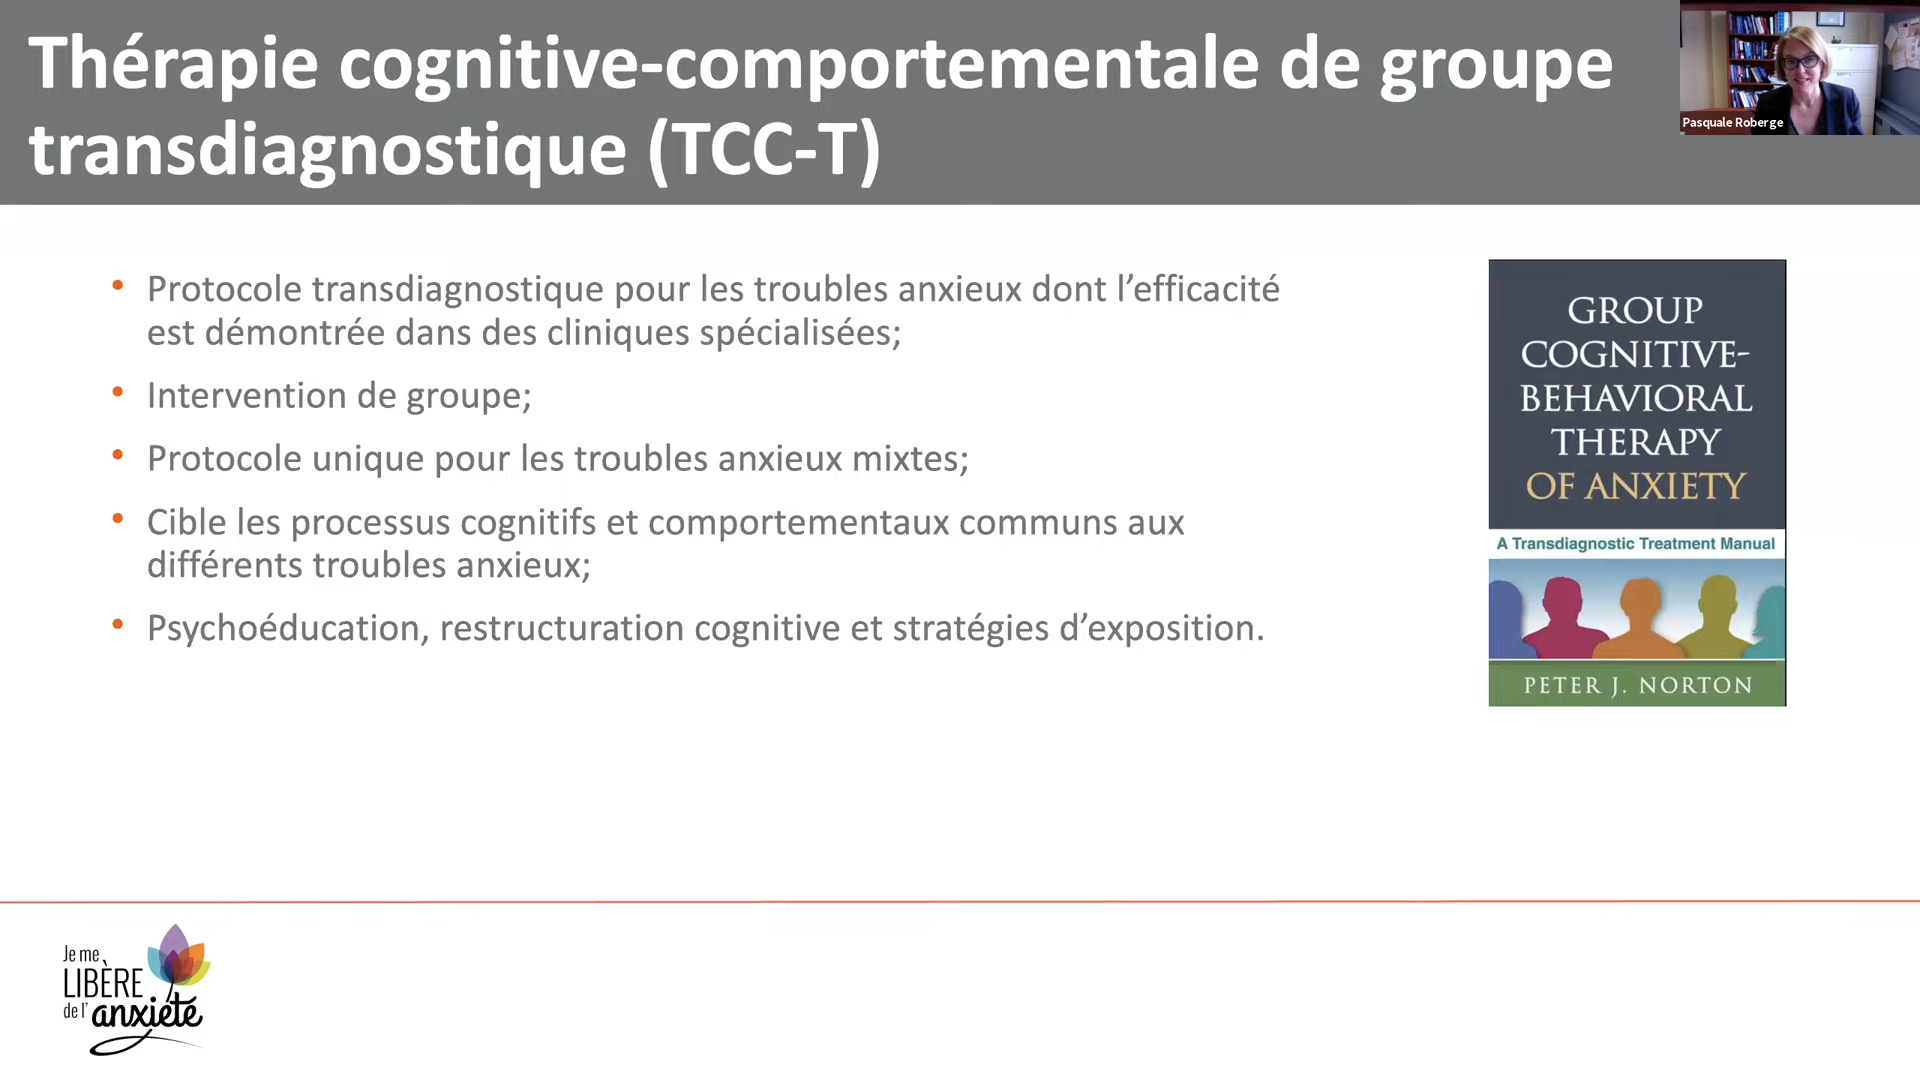 Thérapie cognitive-comportementale de groupe
transdiagnostique (TCC-T)
Pasquale Roberge
• Protocole transdiagnostique pour les troubles anxieux dont l’efficacité
est démontrée dans des cliniques spécialisées;
• Intervention de groupe;
• Protocole unique pour les troubles anxieux mixtes;
• Cible les processus cognitifs et comportementaux communs aux
différents troubles anxieux;
• Psychoéducation, restructuration cognitive et stratégies d’exposition.
GROUP
COGNITIVE-
BEHAVIORAL
THERAPY
OF ANXIETY
A Transdiagnostic Treatment Manual
PETER J. NORTON
Je me
LIBÈRE
de l’anxiété